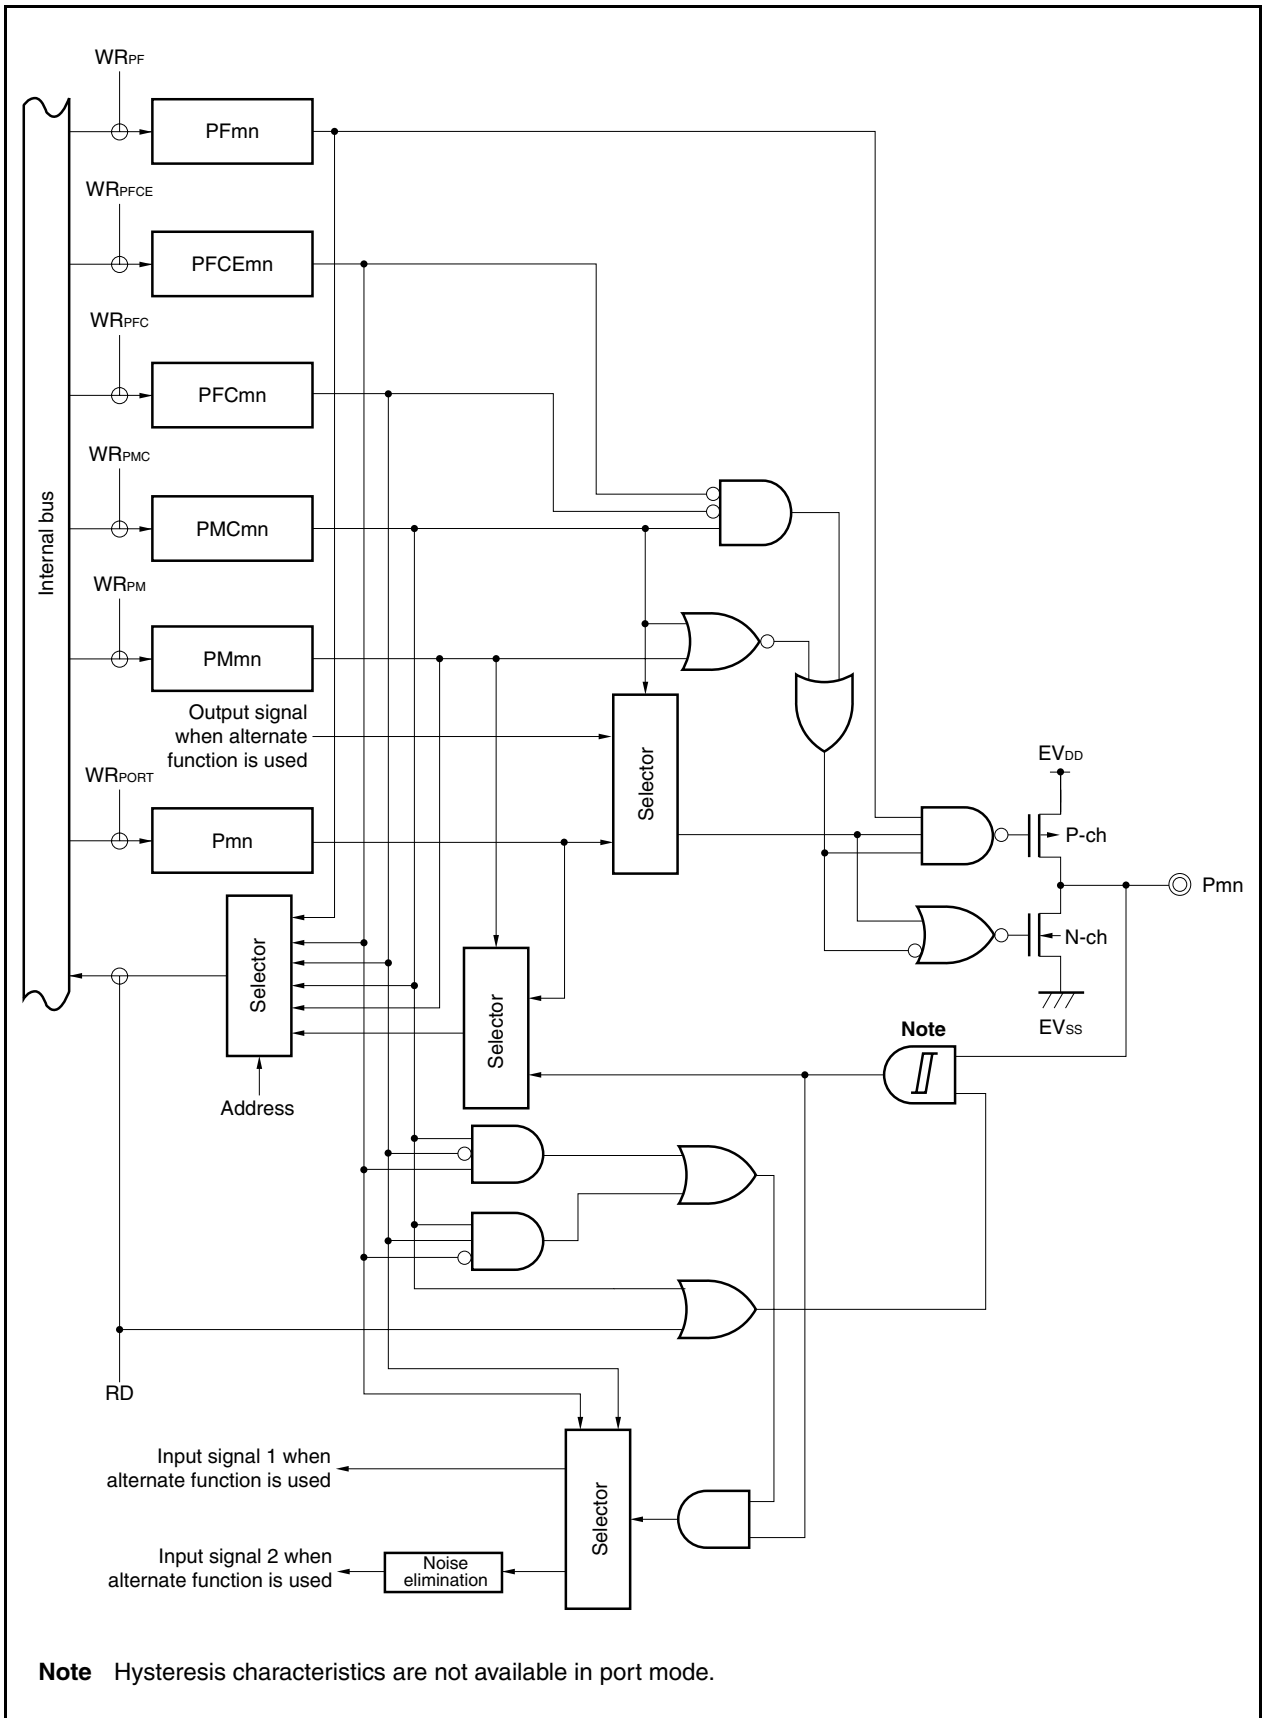 WRPF
PFmn
WRPFCE
PFCEmn
WRPFC
PFCmn
WRPMC
Internal bus
PMCmn
WRPM
PMmn
Output signal
when alternate
function is used
WRPORT
Pmn
Selector
EVDD
P-ch
Pmn
N-ch
EVSS
Selector
Selector
Address
Note
RD
Input signal 1 when
alternate function is used
Selector
Input signal 2 when
alternate function is used
Noise
elimination
Note Hysteresis characteristics are not available in port mode.